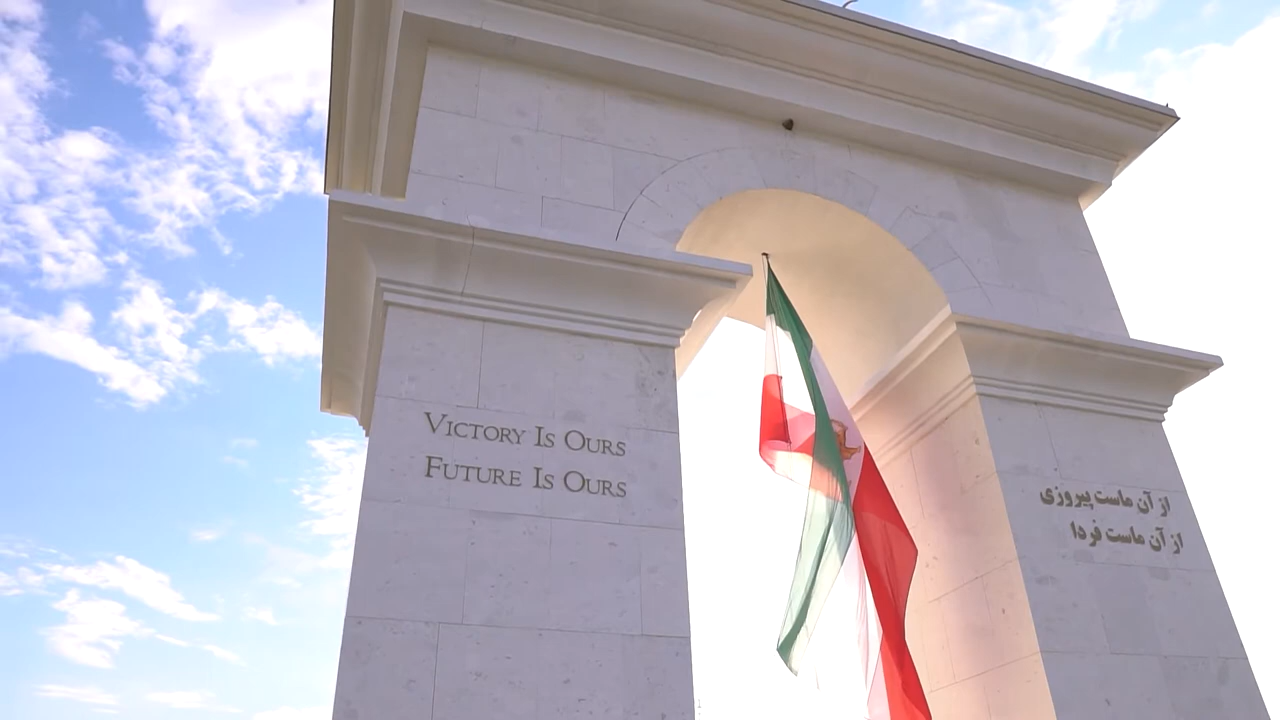 Victory Is Ours
Future Is Ours
از آن ماست پیروزی
از آن ماست فردا